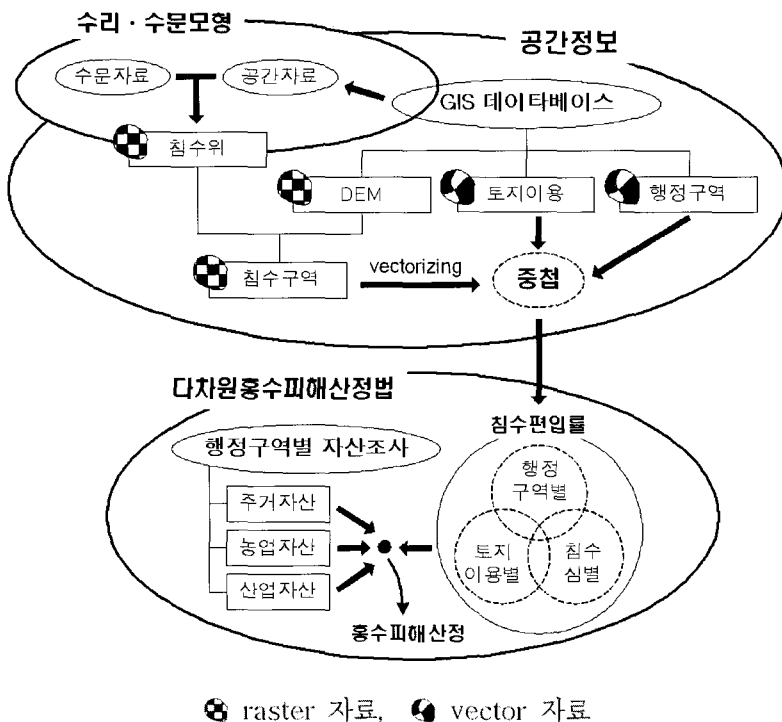 수리 · 수문모형
공간정보
수문자료
공간자료
GIS 데이타베이스
침수위
DEM
토지이용
행정구역
침수구역
vectorizing
중첩
다차원홍수피해산정법
침수편입률
행정구역별 자산조사
행정
구역별
주거자산
농업자산
산업자산
토지
이용별
침수
심별
홍수피해산정
raster 자료, vector 자료